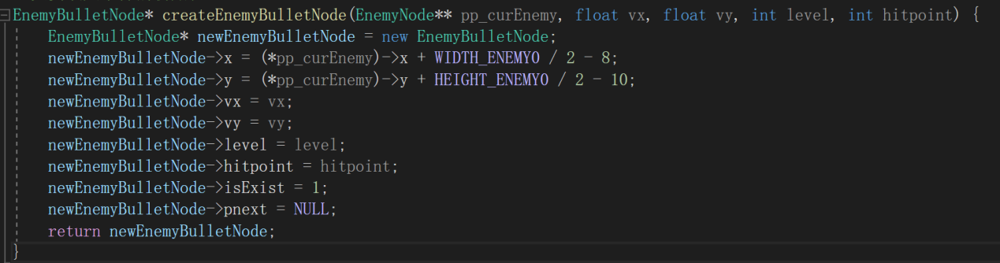 EnemyBulletNode* createEnemyBulletNode(EnemyNode** pp_curEnemy, float vx, float vy, int level, int hitpoint) {
    EnemyBulletNode* newEnemyBulletNode = new EnemyBulletNode;
    newEnemyBulletNode->x = (*pp_curEnemy)->x + WIDTH_ENEMY0 / 2 - 8;
    newEnemyBulletNode->y = (*pp_curEnemy)->y + HEIGHT_ENEMY0 / 2 - 10;
    newEnemyBulletNode->vx = vx;
    newEnemyBulletNode->vy = vy;
    newEnemyBulletNode->level = level;
    newEnemyBulletNode->hitpoint = hitpoint;
    newEnemyBulletNode->isExist = 1;
    newEnemyBulletNode->pnext = NULL;
    return newEnemyBulletNode;
}